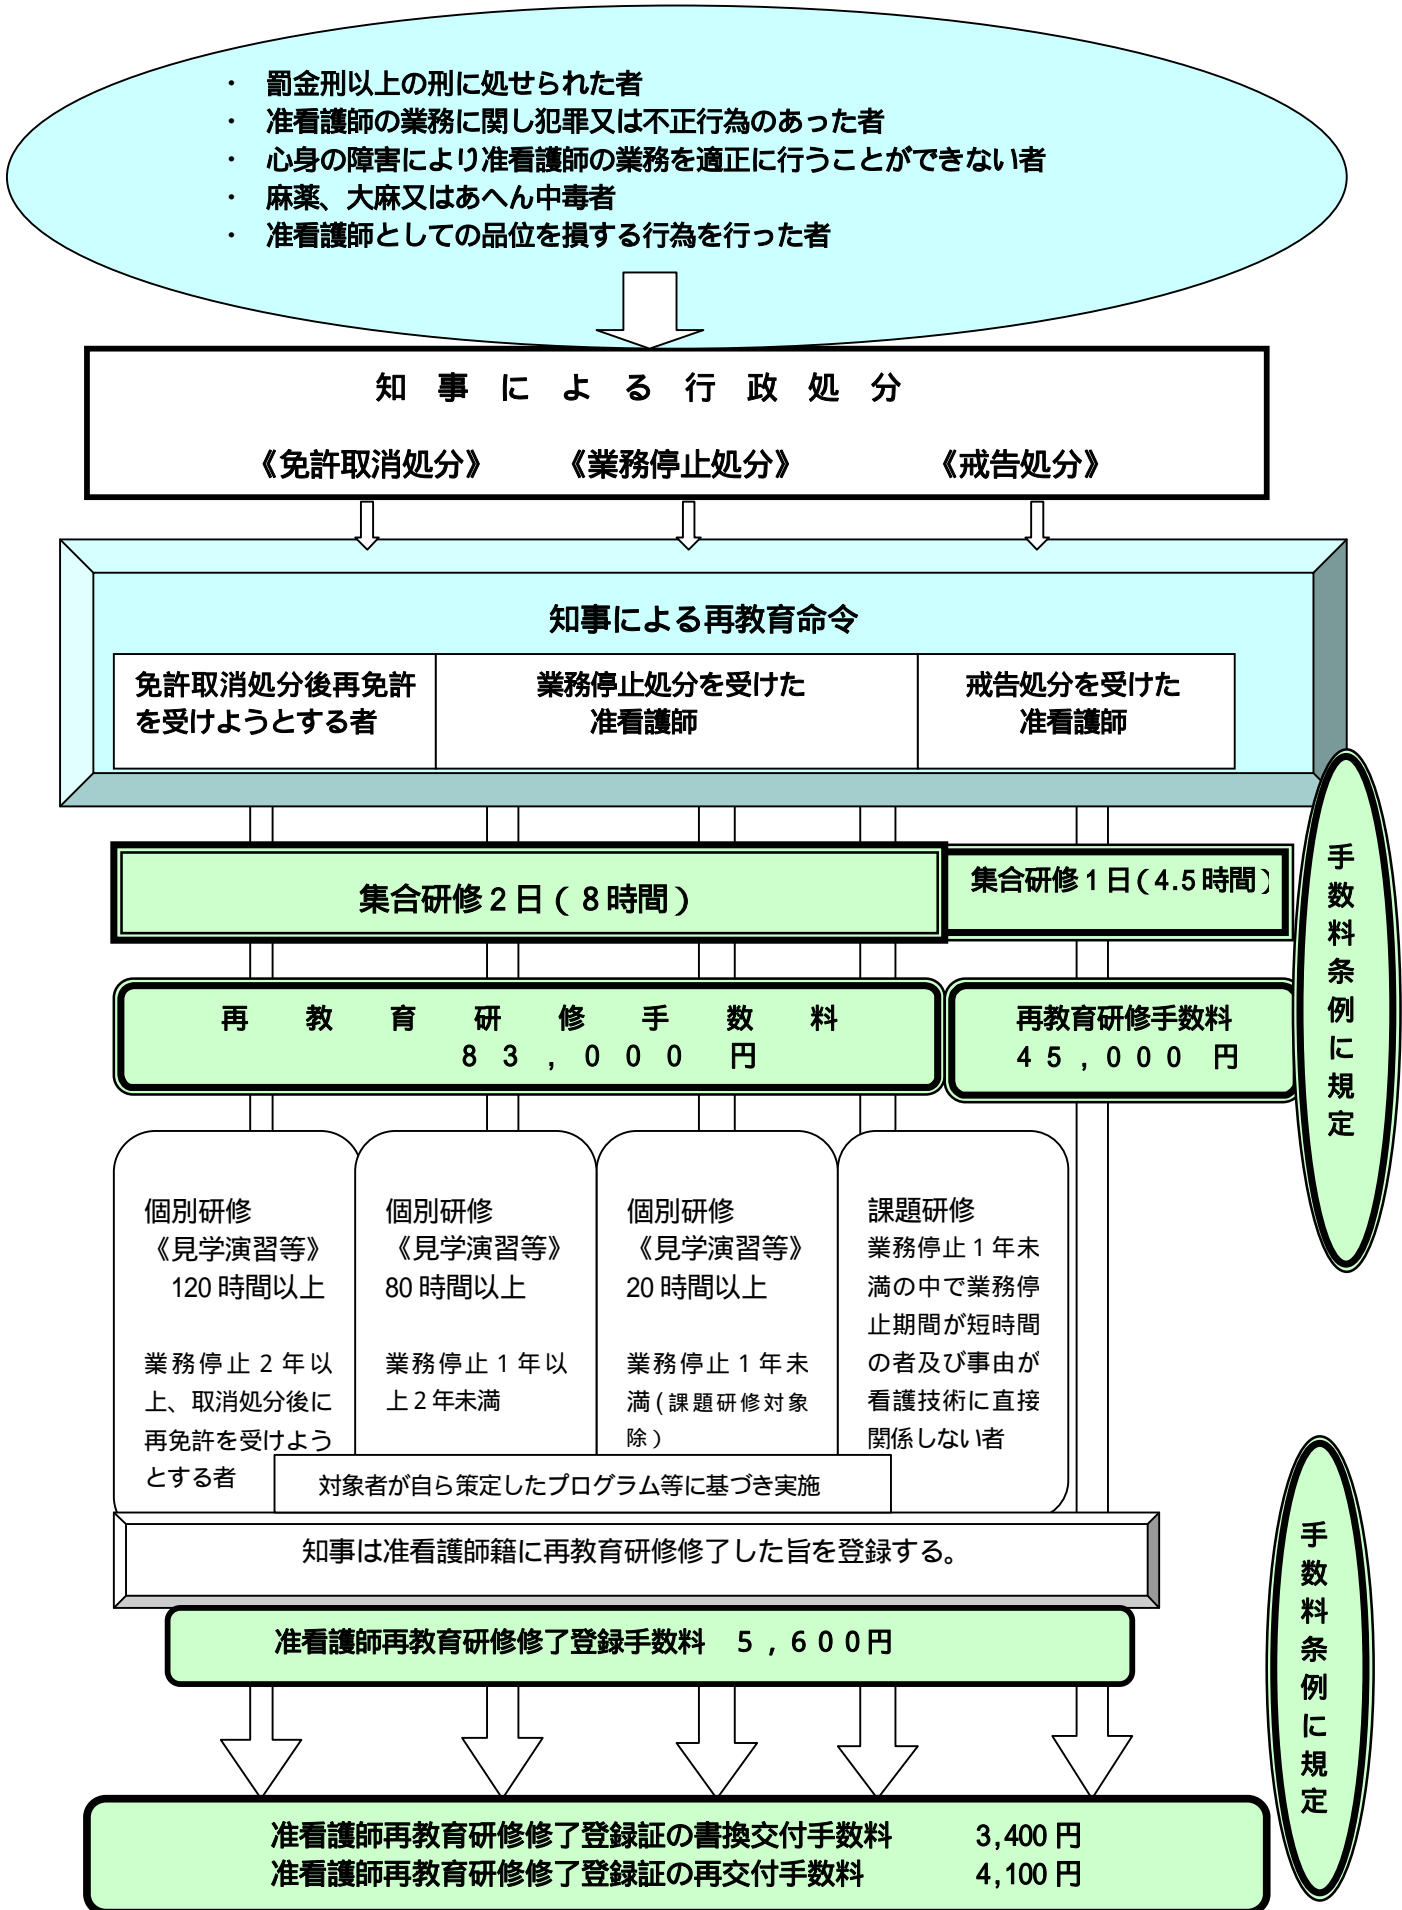 ・ 罰金刑以上の刑に処せられた者
・ 准看護師の業務に関し犯罪又は不正行為のあった者
・ 心身の障害により准看護師の業務を適正に行うことができない者
・ 麻薬、大麻又はあへん中毒者
・ 准看護師としての品位を損する行為を行った者
知 事 に よ る 行 政 処 分
《免許取消処分》 《業務停止処分》 《戒告処分》
知事による再教育命令
免許取消処分後再免許
を受けようとする者
業務停止処分を受けた
准看護師
戒告処分を受けた
准看護師
集合研修2日(8時間)
集合研修1日(4.5時間)
再 教 育 研 修 手 数 料
83,000 円
再教育研修手数料
45,000 円
手数料条例に規定
個別研修
《見学演習等》
120時間以上
業務停止2年以
上、取消処分後に
再免許を受けよう
とする者
個別研修
《見学演習等》
80時間以上
業務停止1年以
上2年未満
個別研修
《見学演習等》
20時間以上
業務停止1年未
満(課題研修対象
除)
課題研修
業務停止1年未
満の中で業務停
止期間が短時間
の者及び事由が
看護技術に直接
関係しない者
対象者が自ら策定したプログラム等に基づき実施
知事は准看護師籍に再教育研修修了した旨を登録する。
准看護師再教育研修修了登録手数料 5,600円
手数料条例に規定
准看護師再教育研修修了登録証の書換交付手数料 3,400円
准看護師再教育研修修了登録証の再交付手数料 4,100円